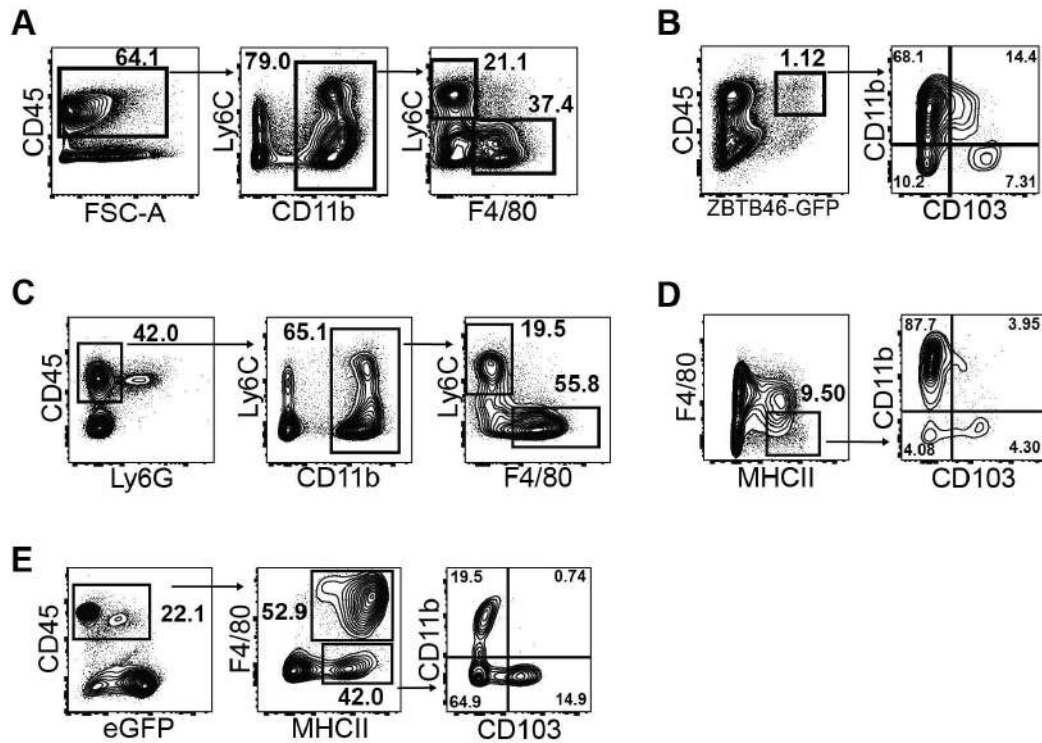 A
64.1
CD45
FSC-A
79.0
Ly6C
CD11b
21.1
37.4
Ly6C
F4/80
B
1.12
CD45
ZBTB46-GFP
68.1
14.4
CD11b
10.2
7.31
CD103
C
42.0
CD45
Ly6G
65.1
Ly6C
CD11b
19.5
55.8
Ly6C
F4/80
D
9.50
F4/80
MHCII
87.7
3.95
CD11b
4.08
4.30
CD103
E
22.1
CD45
eGFP
52.9
42.0
F4/80
MHCII
19.5
0.74
CD11b
64.9
14.9
CD103